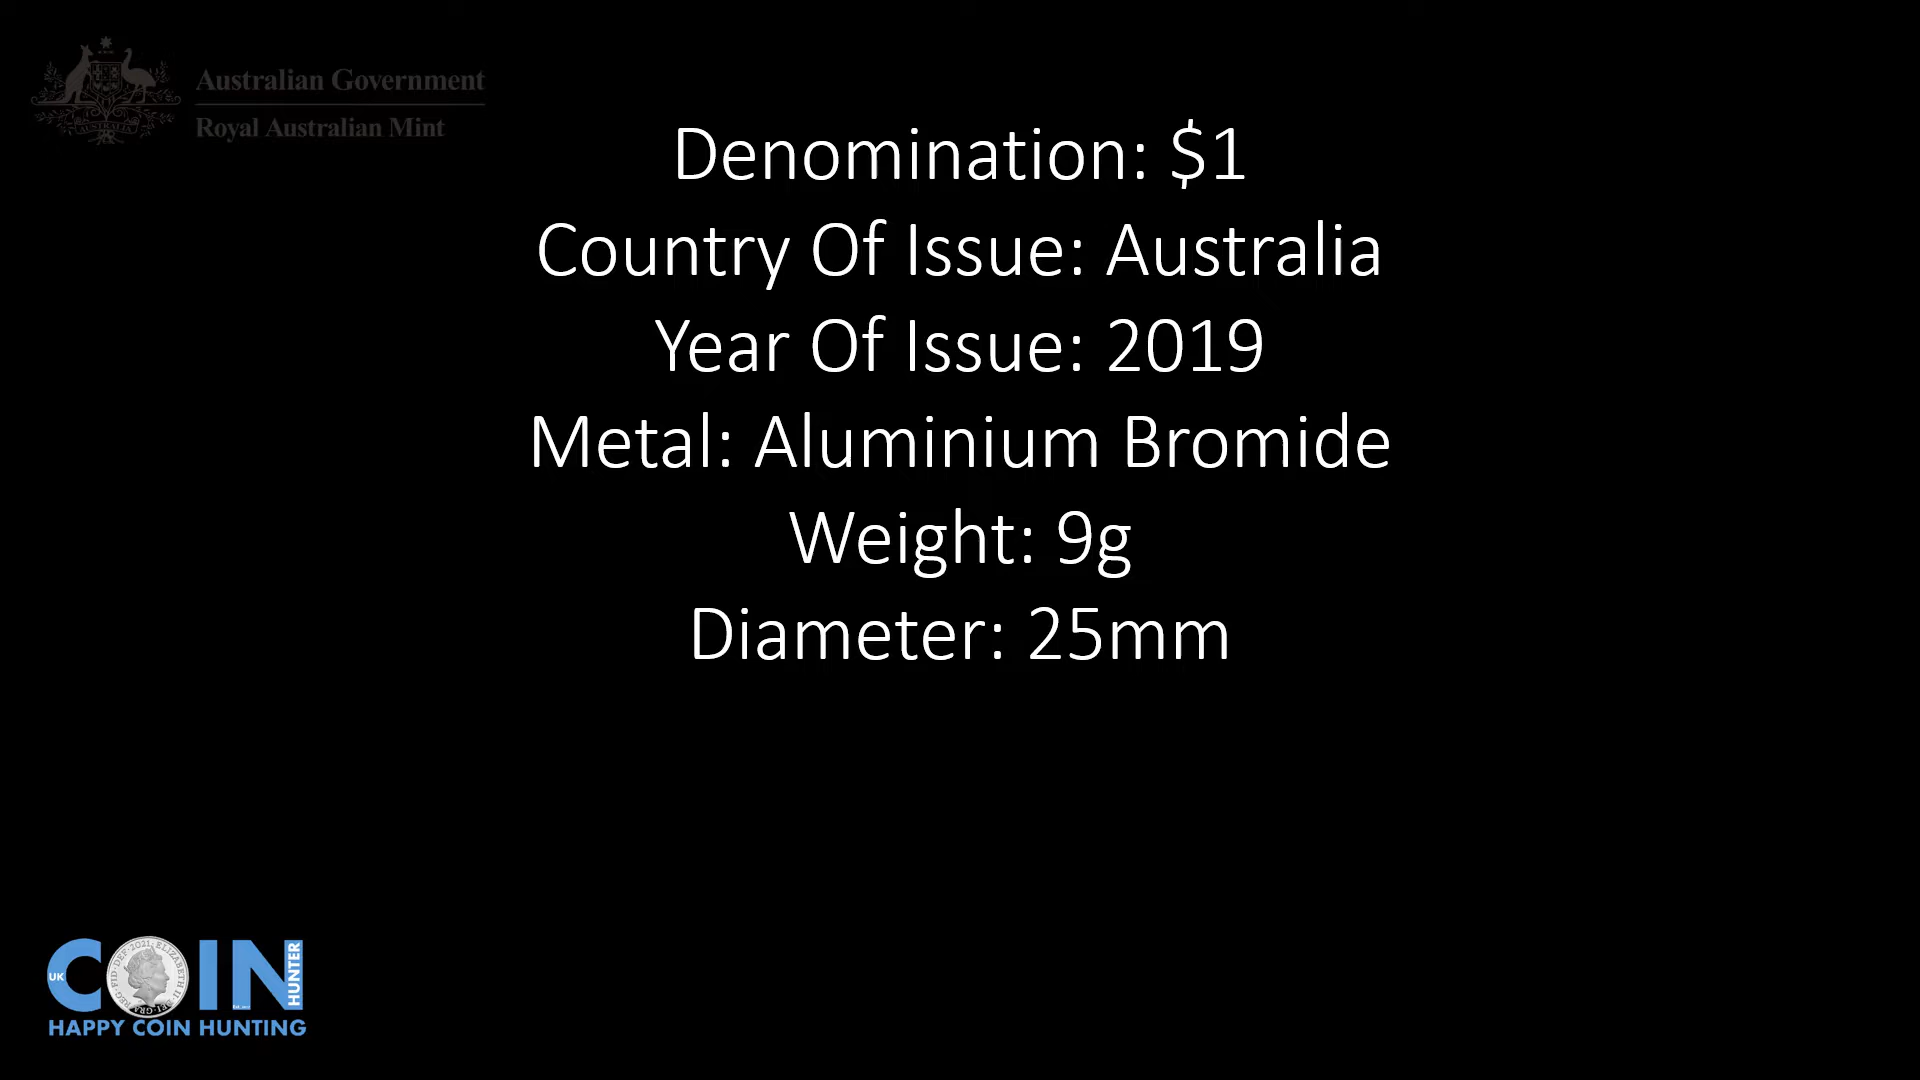 Australian Government
Royal Australian Mint
Denomination: $1
Country Of Issue: Australia
Year Of Issue: 2019
Metal: Aluminium Bromide
Weight: 9g
Diameter: 25mm
UK COIN HUNTER
HAPPY COIN HUNTING